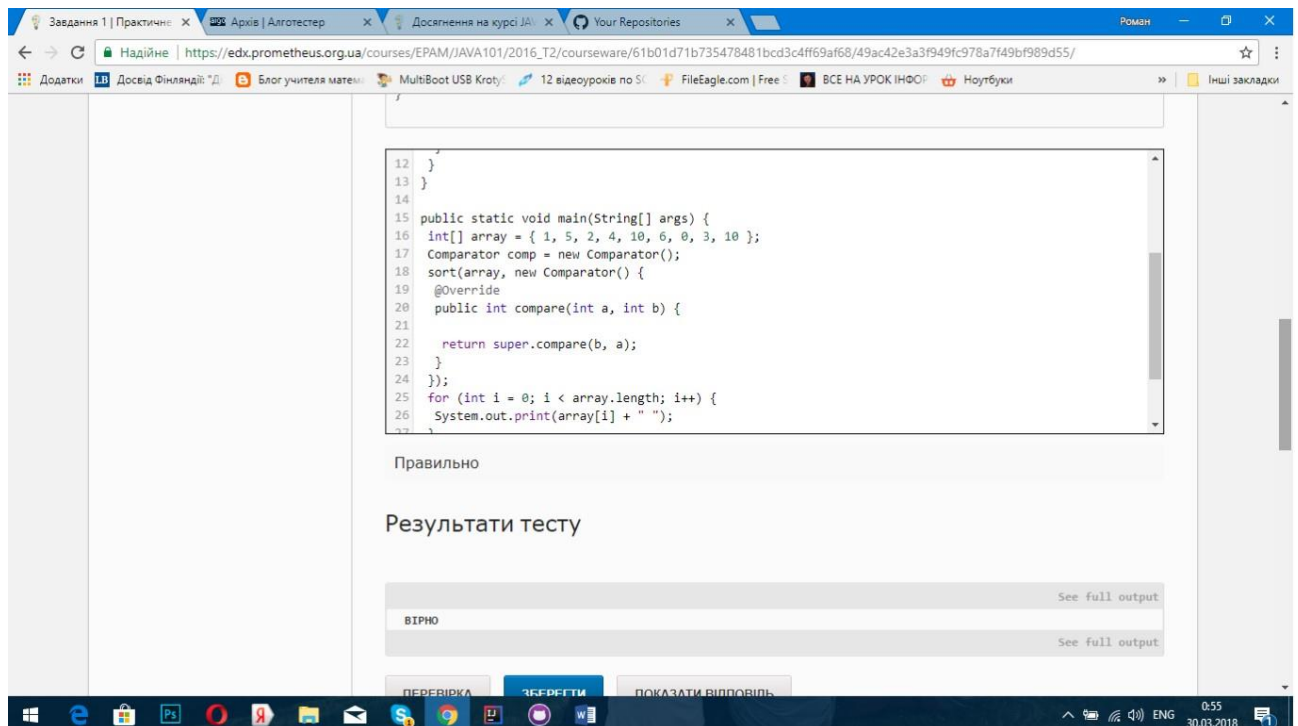 Завдання 1 | Практичне
Архів | Алготестер
Досягнення на курсі JAV
Your Repositories
Роман
Надійне | https://edx.prometheus.org.ua/courses/EPAM/JAVA101/2016_T2/courseware/61b01d71b735478481bcd3c4ff69af68/49ac42e3a3f949fc978a7f49bf989d55/
Додатки Досвід Фінляндії: "Д Блог учителя матема MultiBoot USB Kroty 12 відеоуроків по SC FileEagle.com | Free S ВСЕ НА УРОК ІНФОР Ноутбуки » Інші закладки
}
12 }
13 }
14
15 public static void main(String[] args) {
16 int[] array = { 1, 5, 2, 4, 10, 6, 0, 3, 10 };
17 Comparator comp = new Comparator();
18 sort(array, new Comparator() {
19 @Override
20 public int compare(int a, int b) {
21
22 return super.compare(b, a);
23 }
24 });
25 for (int i = 0; i < array.length; i++) {
26 System.out.print(array[i] + " ");
27 }
Правильно
Результати тесту
See full output
ВІРНО
See full output
ПЕРЕВІРКА ЗБЕРЕГТИ ПОКАЗАТИ ВІДПОВІДЬ
ENG
0:55
30.03.2018